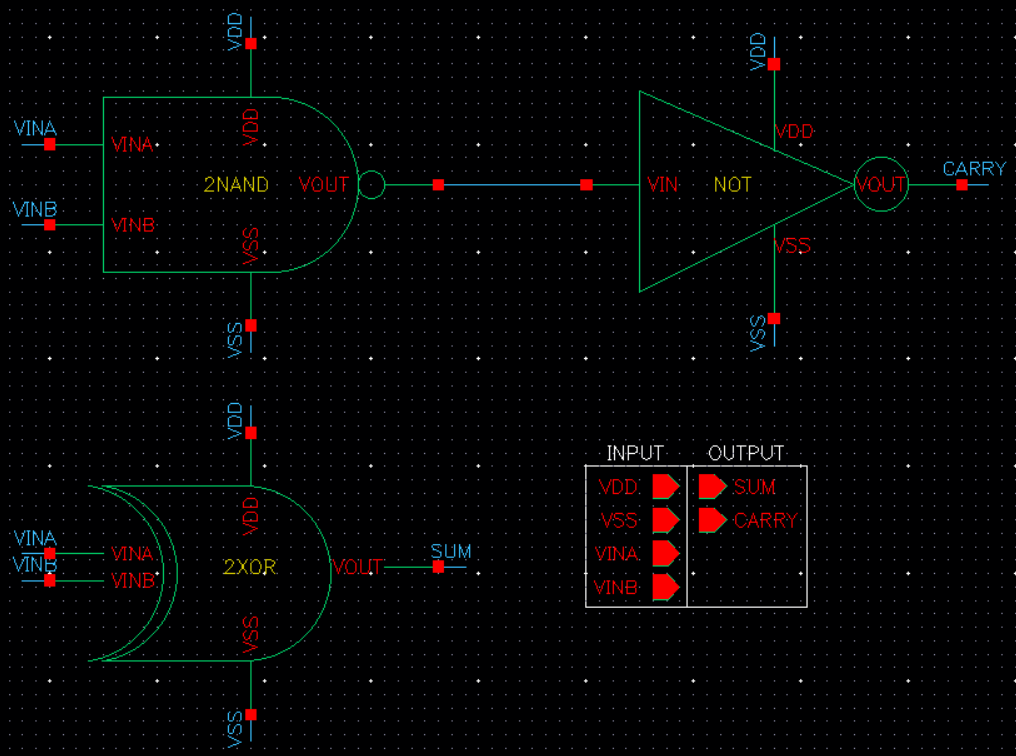 VDD
VDD
VDD
VDD
VINA
VINA
CARRY
2NAND
VOUT
VIN
NOT
VOUT
VINB
VINB
VSS
VSS
VSS
VSS
VDD
INPUT
OUTPUT
VDD
SUM
VSS
CARRY
VINA
VINB
VDD
VINA
VINA
VINB
VINB
2XOR
VOUT
SUM
VSS
VSS